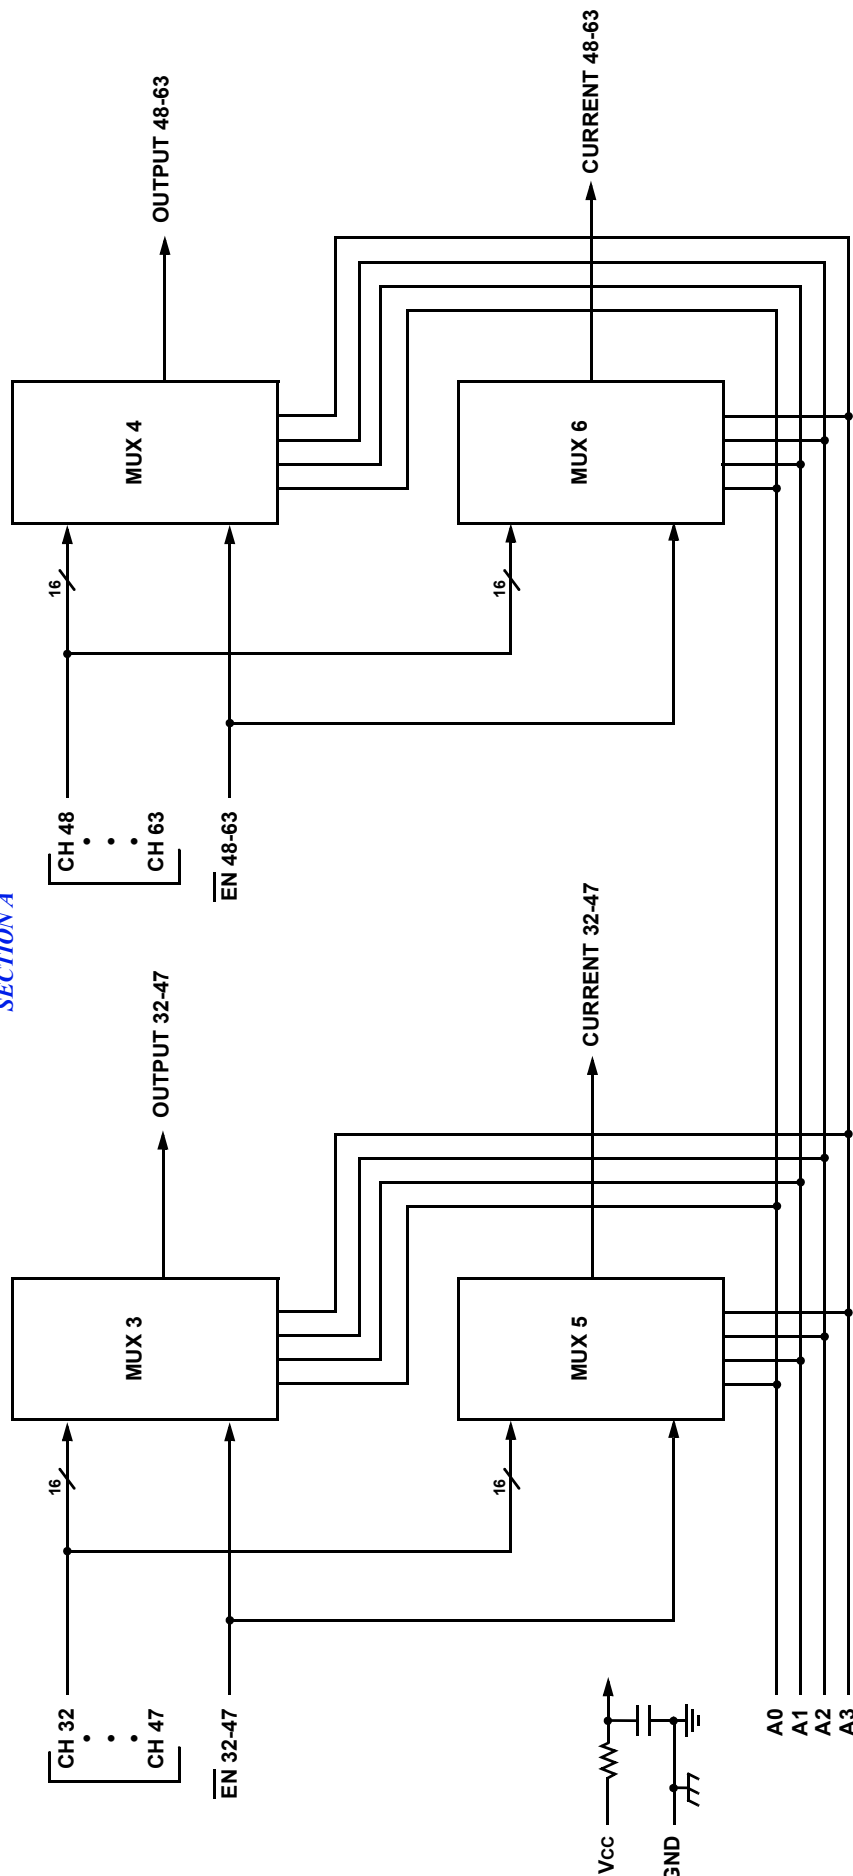 SECTION A
CH 32
CH 47
EN 32-47
16
16
MUX 3
OUTPUT 32-47
MUX 5
CURRENT 32-47
CH 48
CH 63
EN 48-63
16
16
MUX 4
OUTPUT 48-63
MUX 6
CURRENT 48-63
VCC
GND
A0
A1
A2
A3